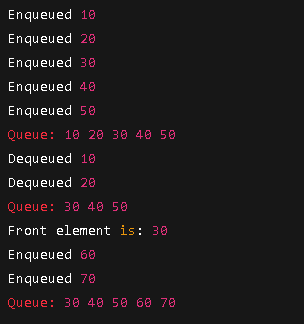 Enqueued 10
Enqueued 20
Enqueued 30
Enqueued 40
Enqueued 50
Queue: 10 20 30 40 50
Dequeued 10
Dequeued 20
Queue: 30 40 50
Front element is: 30
Enqueued 60
Enqueued 70
Queue: 30 40 50 60 70